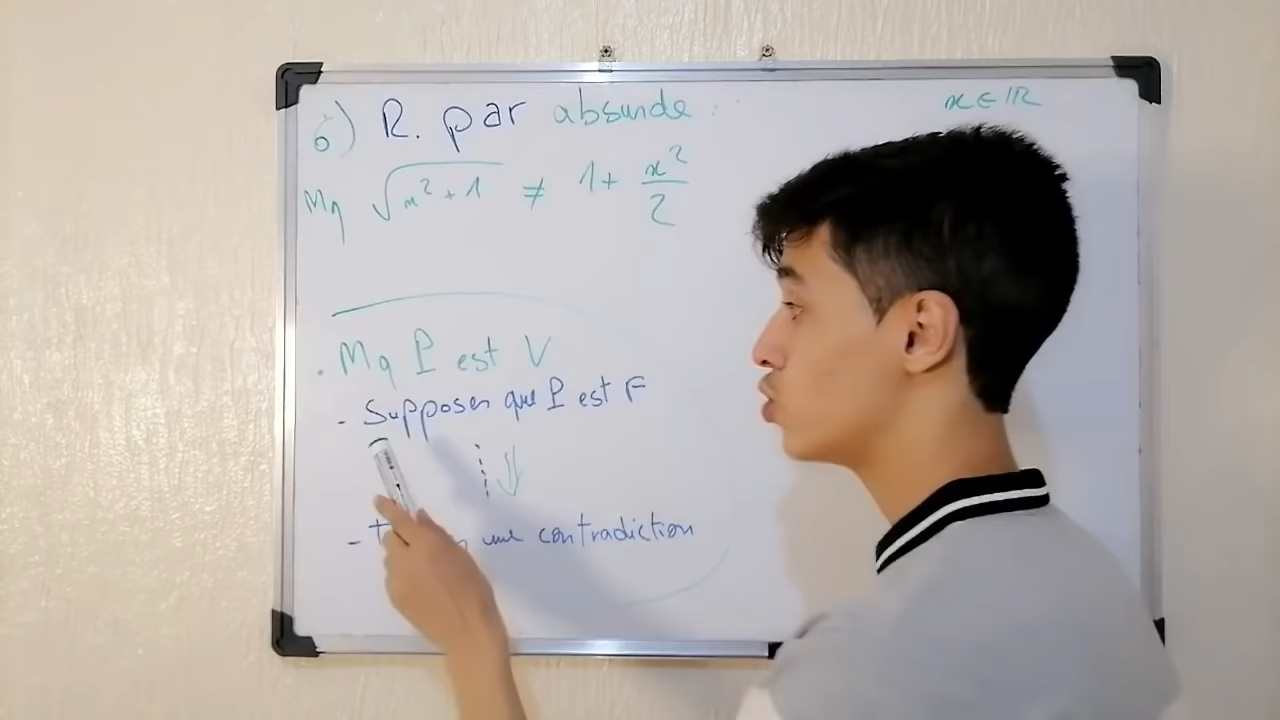 6) R. par absurde : x ∈ ℝ
Mq √(x² + 1) ≠ 1 + x²/2
. Mq P est V
- Supposer que P est F
⇓
- une contradiction